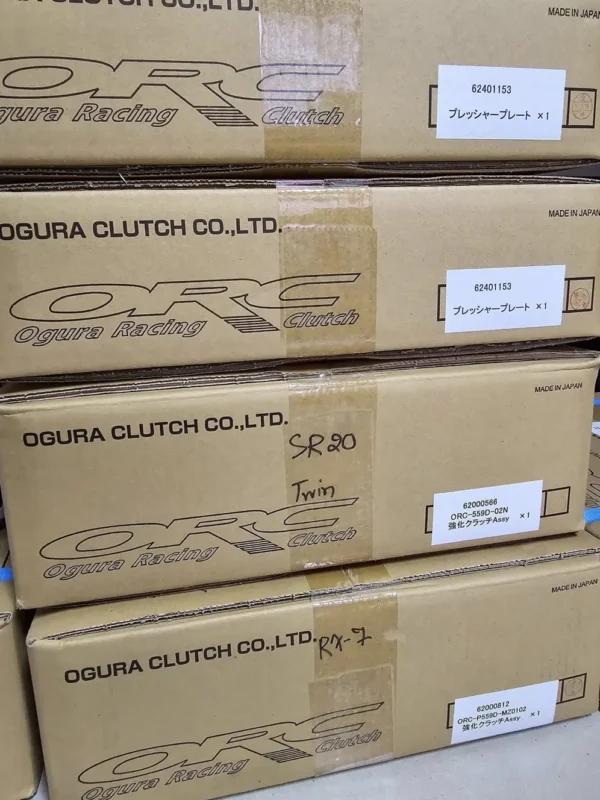 CLUTCH CO.,LTD.
MADE IN JAPAN
ORC
Ogura Racing Clutch
62401153
プレッシャープレート ×1
OGURA CLUTCH CO.,LTD.
MADE IN JAPAN
ORC
Ogura Racing Clutch
62401153
プレッシャープレート ×1
OGURA CLUTCH CO.,LTD.
MADE IN JAPAN
SR20
Twin
ORC
Ogura Racing Clutch
62000566
ORC-559D-02N
強化クラッチAssy ×1
OGURA CLUTCH CO.,LTD.
MADE IN JAPAN
RX-7
ORC
Ogura Racing Clutch
62000812
ORC-P559D-MZ0102
強化クラッチAssy ×1